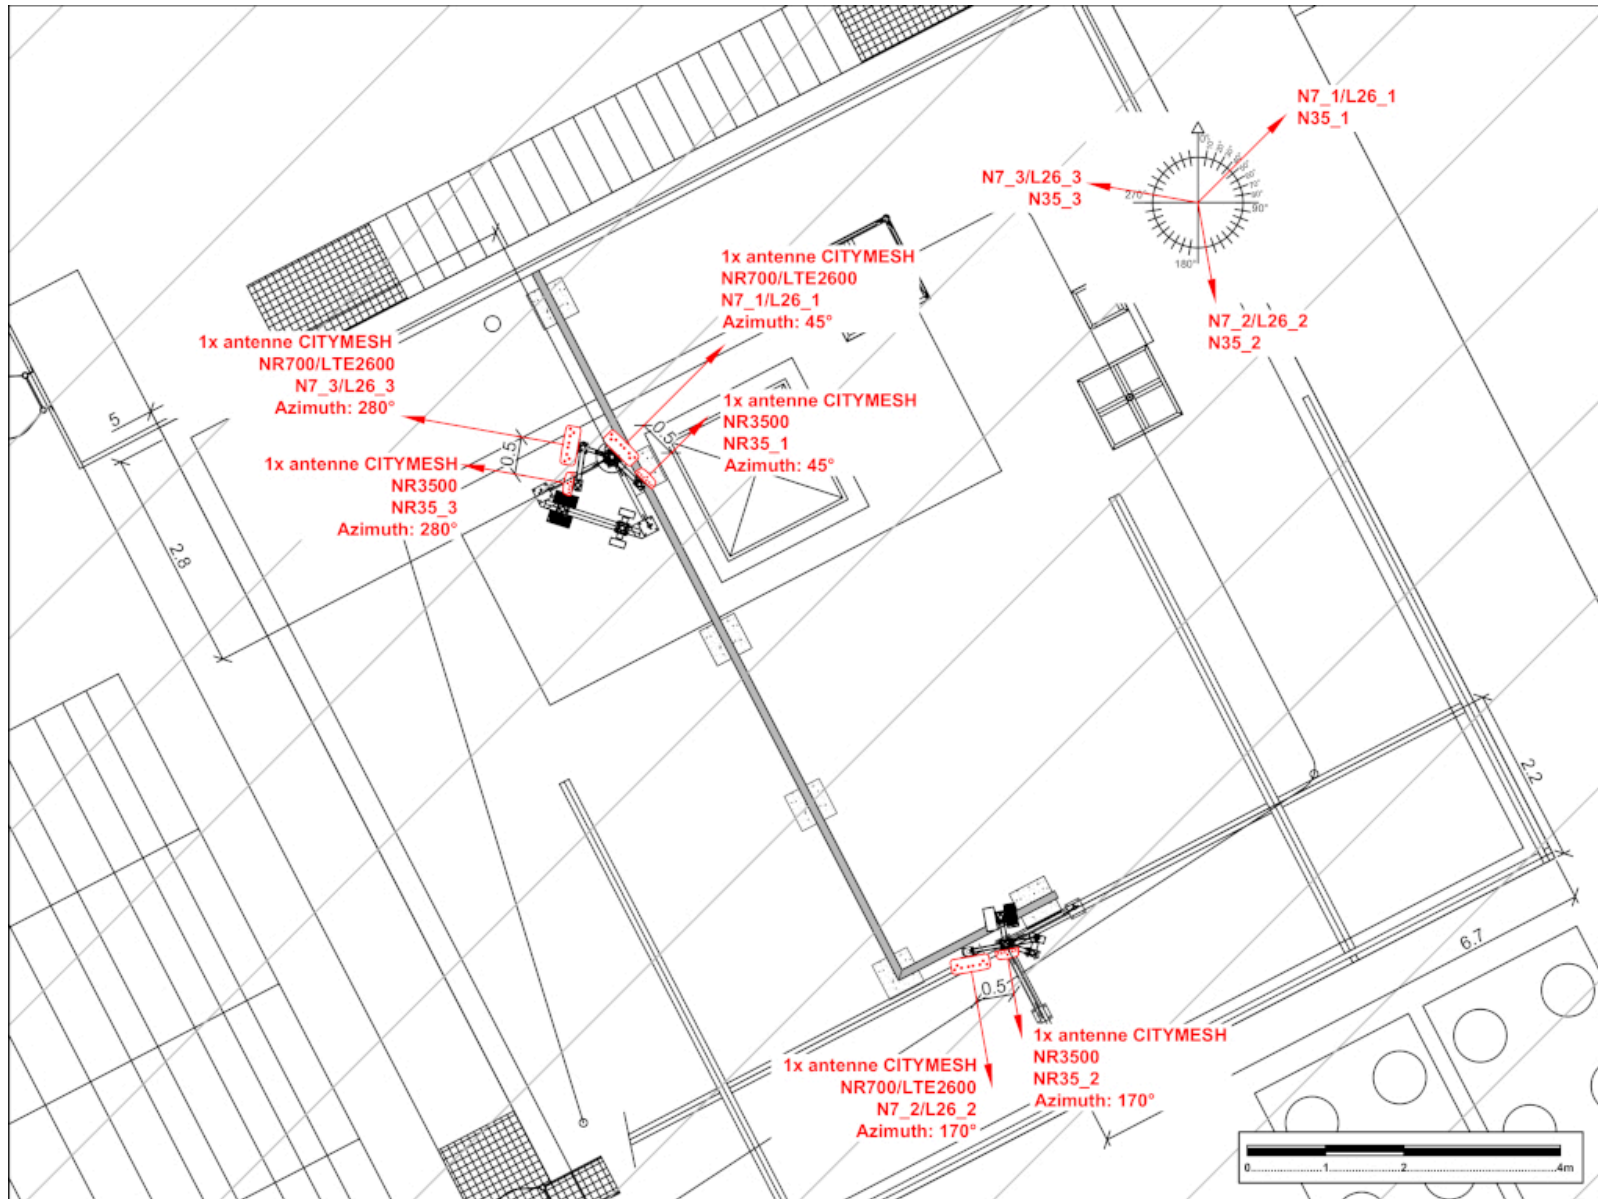 N7_1/L26_1
N35_1
N7_3/L26_3
N35_3
0°
270°
90°
180°
N7_2/L26_2
N35_2
1x antenne CITYMESH
NR700/LTE2600
N7_1/L26_1
Azimuth: 45°
1x antenne CITYMESH
NR700/LTE2600
N7_3/L26_3
Azimuth: 280°
1x antenne CITYMESH
NR3500
NR35_1
Azimuth: 45°
1x antenne CITYMESH
NR3500
NR35_3
Azimuth: 280°
5
0.5
0.5
2.8
2.2
6.7
0.5
1x antenne CITYMESH
NR3500
NR35_2
Azimuth: 170°
1x antenne CITYMESH
NR700/LTE2600
N7_2/L26_2
Azimuth: 170°
0 1 2 4m